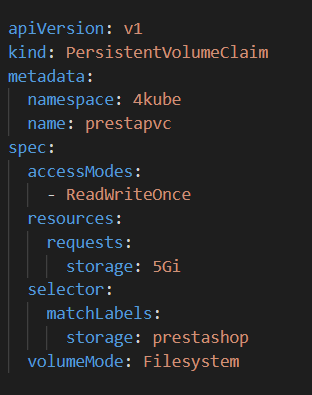 apiVersion: v1
kind: PersistentVolumeClaim
metadata:
  namespace: 4kube
  name: prestapvc
spec:
  accessModes:
    - ReadWriteOnce
  resources:
    requests:
      storage: 5Gi
  selector:
    matchLabels:
      storage: prestashop
  volumeMode: Filesystem